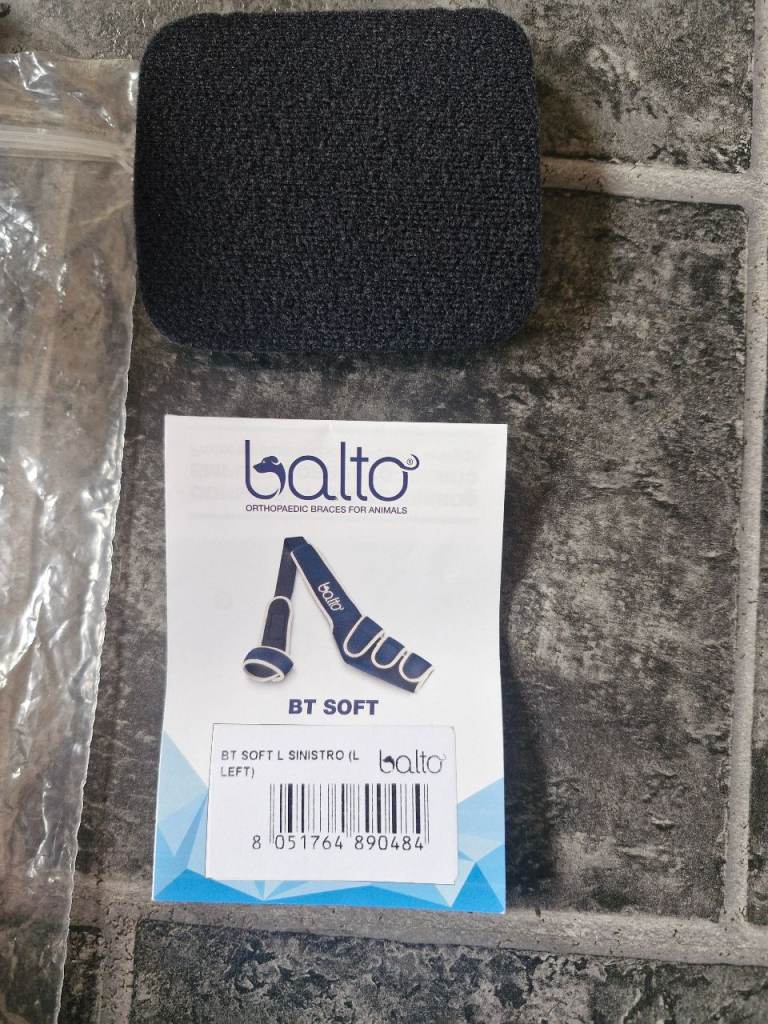 balto®
ORTHOPAEDIC BRACES FOR ANIMALS
balto
BT SOFT
BT SOFT L SINISTRO (L
LEFT)
balto
8 051764 890484